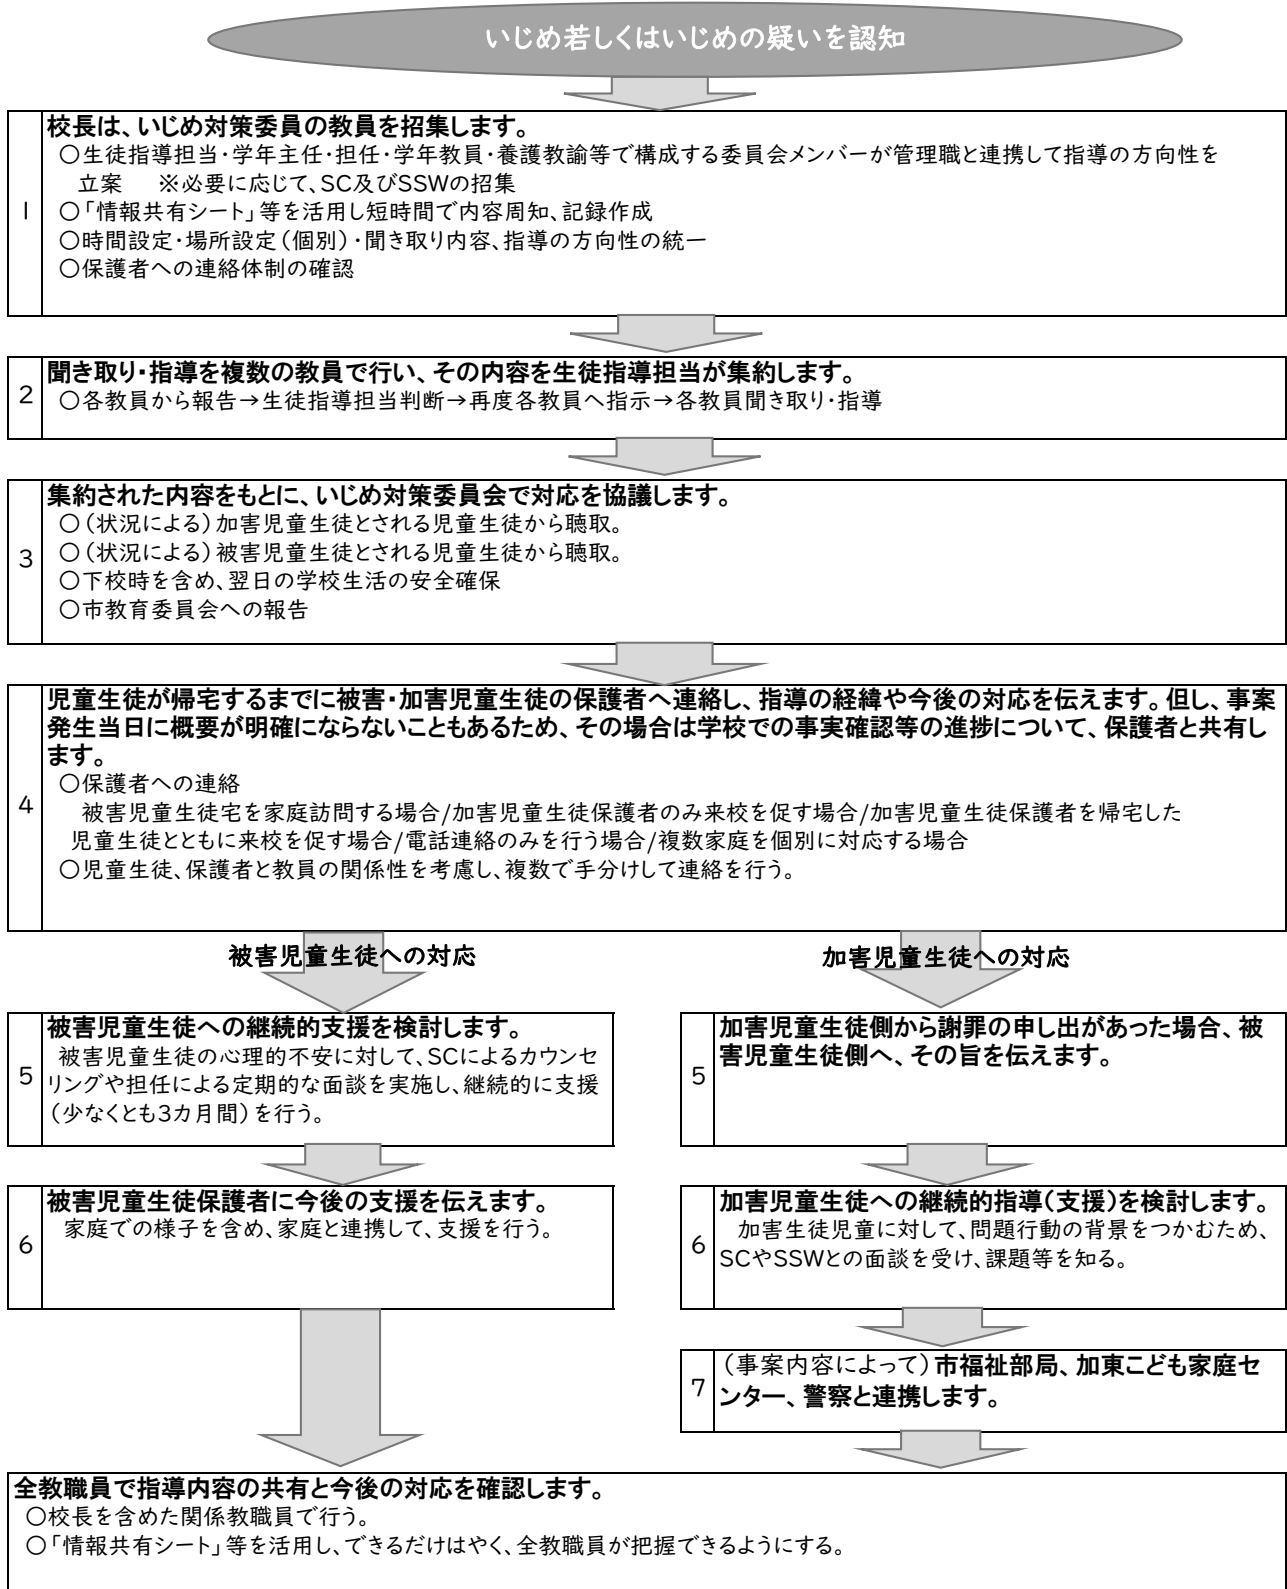 いじめ若しくはいじめの疑いを認知
1
校長は、いじめ対策委員の教員を招集します。
○生徒指導担当・学年主任・担任・学年教員・養護教諭等で構成する委員会メンバーが管理職と連携して指導の方向性を
立案　　※必要に応じて、SC及びSSWの招集
○「情報共有シート」等を活用し短時間で内容周知、記録作成
○時間設定・場所設定（個別）・聞き取り内容、指導の方向性の統一
○保護者への連絡体制の確認
2
聞き取り・指導を複数の教員で行い、その内容を生徒指導担当が集約します。
○各教員から報告→生徒指導担当判断→再度各教員へ指示→各教員聞き取り・指導
3
集約された内容をもとに、いじめ対策委員会で対応を協議します。
○（状況による）加害児童生徒とされる児童生徒から聴取。
○（状況による）被害児童生徒とされる児童生徒から聴取。
○下校時を含め、翌日の学校生活の安全確保
○市教育委員会への報告
4
児童生徒が帰宅するまでに被害・加害児童生徒の保護者へ連絡し、指導の経緯や今後の対応を伝えます。但し、事案
発生当日に概要が明確にならないこともあるため、その場合は学校での事実確認等の進捗について、保護者と共有し
ます。
○保護者への連絡
被害児童生徒宅を家庭訪問する場合/加害児童生徒保護者のみ来校を促す場合/加害児童生徒保護者を帰宅した
児童生徒とともに来校を促す場合/電話連絡のみを行う場合/複数家庭を個別に対応する場合
○児童生徒、保護者と教員の関係性を考慮し、複数で手分けして連絡を行う。
被害児童生徒への対応
5
被害児童生徒への継続的支援を検討します。
被害児童生徒の心理的不安に対して、SCによるカウンセ
リングや担任による定期的な面談を実施し、継続的に支援
（少なくとも3カ月間）を行う。
6
被害児童生徒保護者に今後の支援を伝えます。
家庭での様子を含め、家庭と連携して、支援を行う。
加害児童生徒への対応
5
加害児童生徒側から謝罪の申し出があった場合、被
害児童生徒側へ、その旨を伝えます。
6
加害児童生徒への継続的指導（支援）を検討します。
加害生徒児童に対して、問題行動の背景をつかむため、
SCやSSWとの面談を受け、課題等を知る。
7
（事案内容によって）市福祉部局、加東こども家庭セ
ンター、警察と連携します。
全教職員で指導内容の共有と今後の対応を確認します。
○校長を含めた関係教職員で行う。
○「情報共有シート」等を活用し、できるだけはやく、全教職員が把握できるようにする。